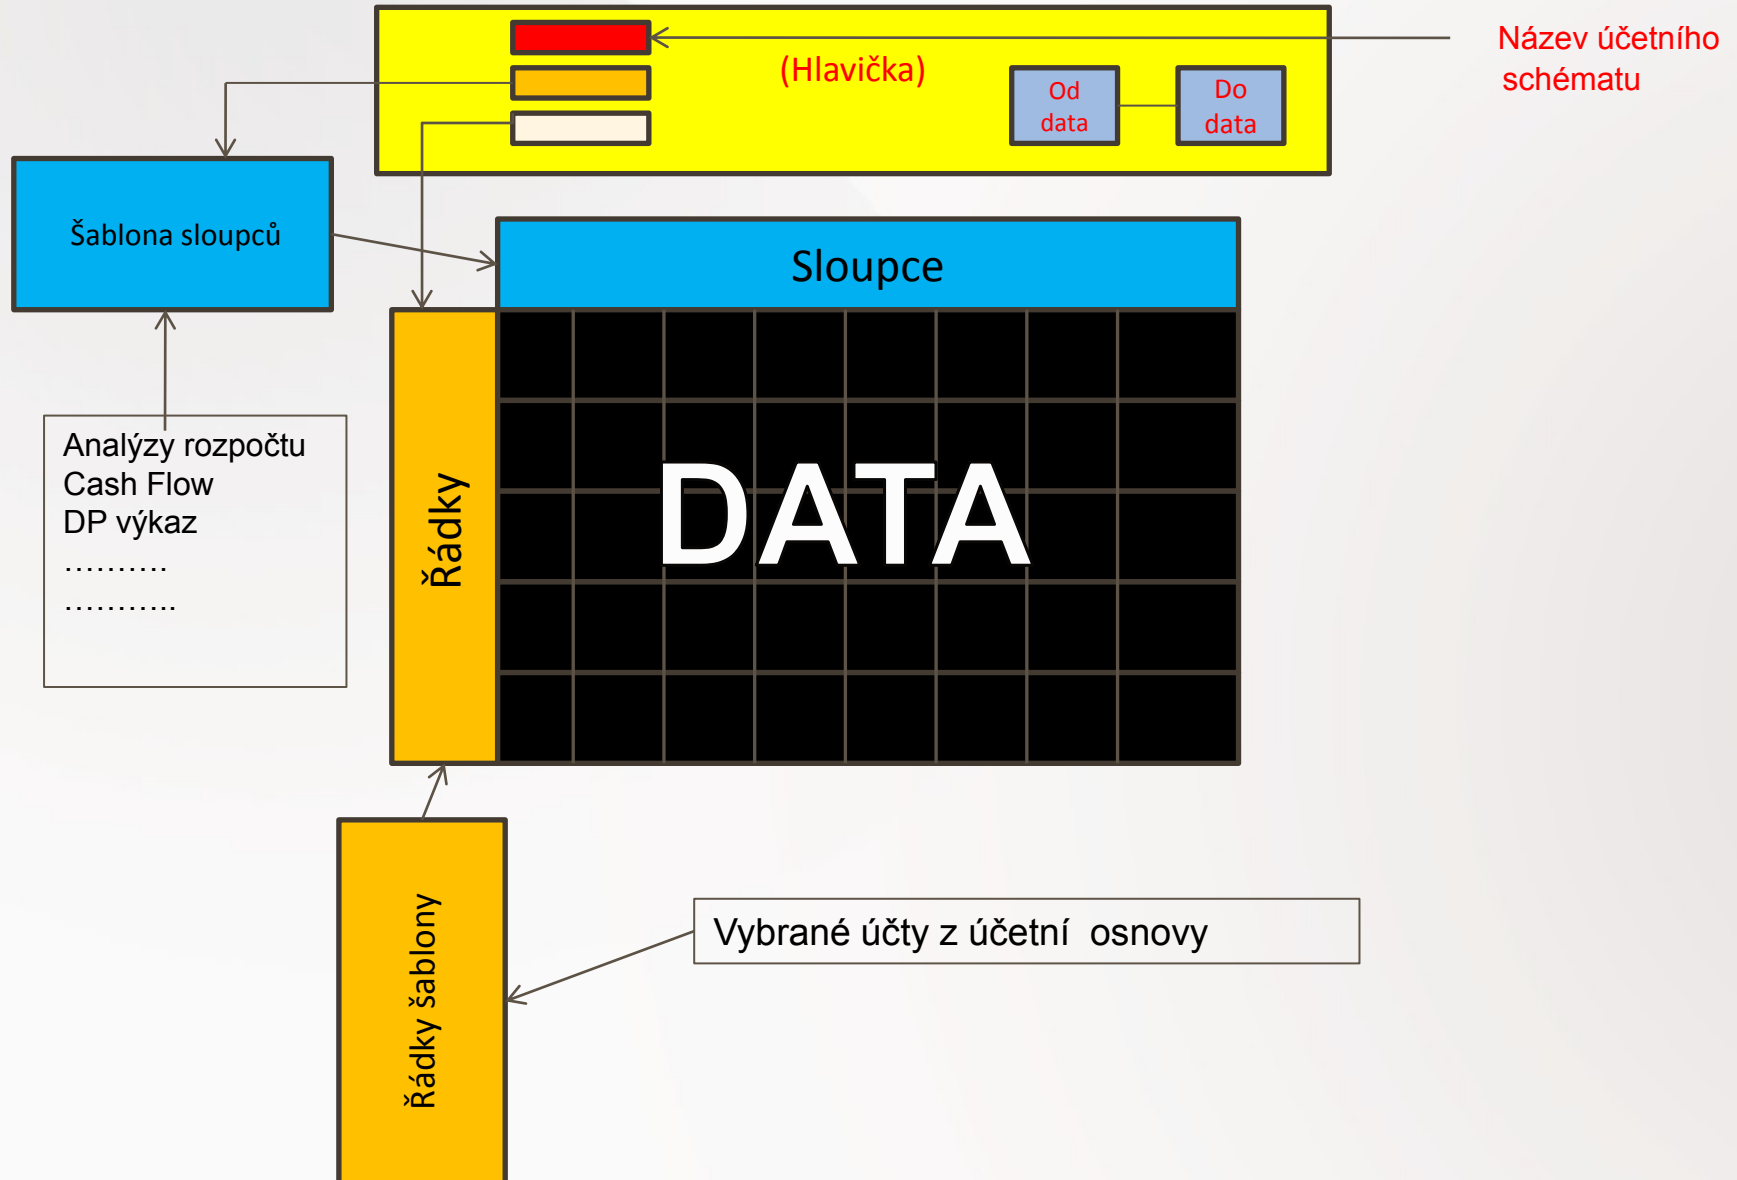 Název účetního
schématu
(Hlavička)
Od
data
Do
data
Šablona sloupců
Sloupce
Analýzy rozpočtu
Cash Flow
DP výkaz
……….
………..
Řádky
DATA
Řádky šablony
Vybrané účty z účetní  osnovy